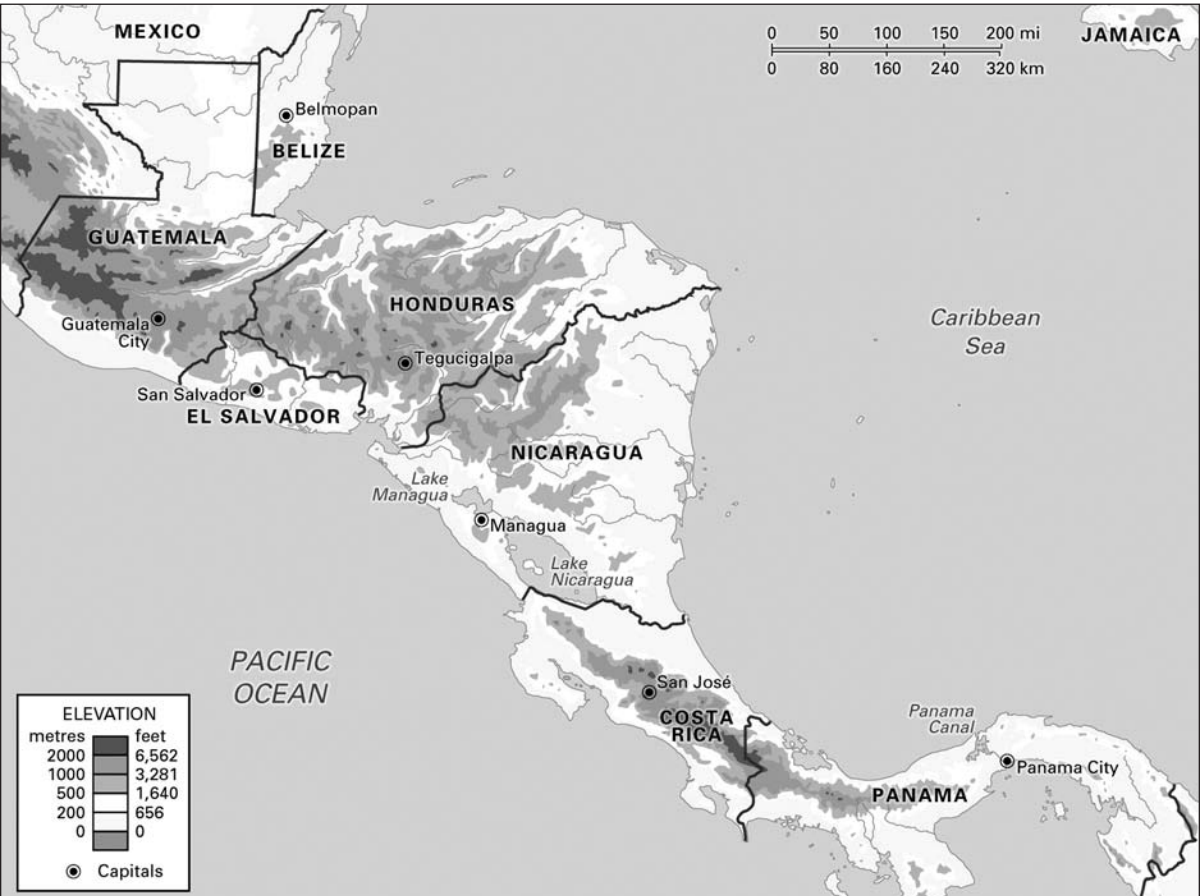 MEXICO
0 50 100 150 200 mi
0 80 160 240 320 km
JAMAICA
Belmopan
BELIZE
GUATEMALA
HONDURAS
Guatemala
City
Caribbean
Sea
Tegucigalpa
San Salvador
EL SALVADOR
NICARAGUA
Lake
Managua
Managua
Lake
Nicaragua
PACIFIC
OCEAN
San José
COSTA
RICA
Panama
Canal
Panama City
PANAMA
ELEVATION
metres feet
2000 6,562
1000 3,281
500 1,640
200 656
0 0
Capitals